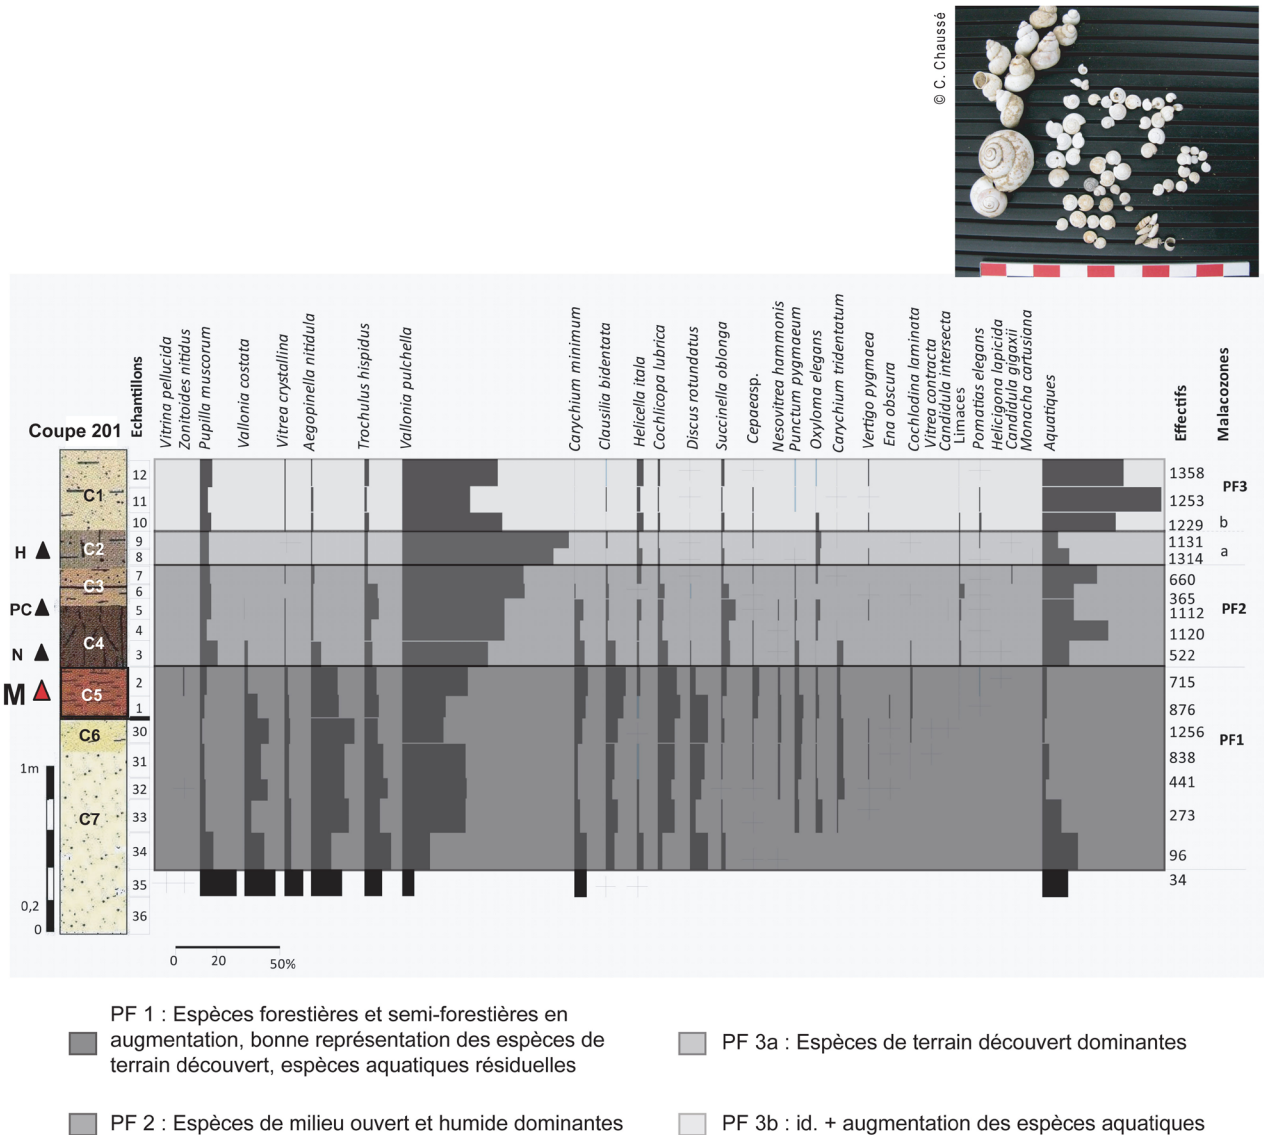 © C. Chaussé
Coupe 201
Echantillons
Vitrina pellucida
Zonitoides nitidus
Pupilla muscorum
Vallonia costata
Vitrea crystallina
Aegopinella nitidula
Trochulus hispidus
Vallonia pulchella
Carychium minimum
Clausilia bidentata
Helicella itala
Cochlicopa lubrica
Discus rotundatus
Succinella oblonga
Cepaeasp.
Nesovitrea hammonis
Punctum pygmaeum
Oxyloma elegans
Carychium tridentatum
Vertigo pygmaea
Ena obscura
Cochlodina laminata
Vitrea contracta
Candidula intersecta
Limaces
Pomatias elegans
Helicigona lapicida
Candidula gigaxii
Monacha cartusiana
Aquatiques
Effectifs
Malacozones
C1
C2
C3
C4
C5
C6
C7
H
PC
N
M
1m
0,2
0
12
11
10
9
8
7
6
5
4
3
2
1
30
31
32
33
34
35
36
1358
1253
1229
1131
1314
660
365
1112
1120
522
715
876
1256
838
441
273
96
34
PF3
b
a
PF2
PF1
0 20 50%
PF 1 : Espèces forestières et semi-forestières en
augmentation, bonne représentation des espèces de
terrain découvert, espèces aquatiques résiduelles
PF 2 : Espèces de milieu ouvert et humide dominantes
PF 3a : Espèces de terrain découvert dominantes
PF 3b : id. + augmentation des espèces aquatiques